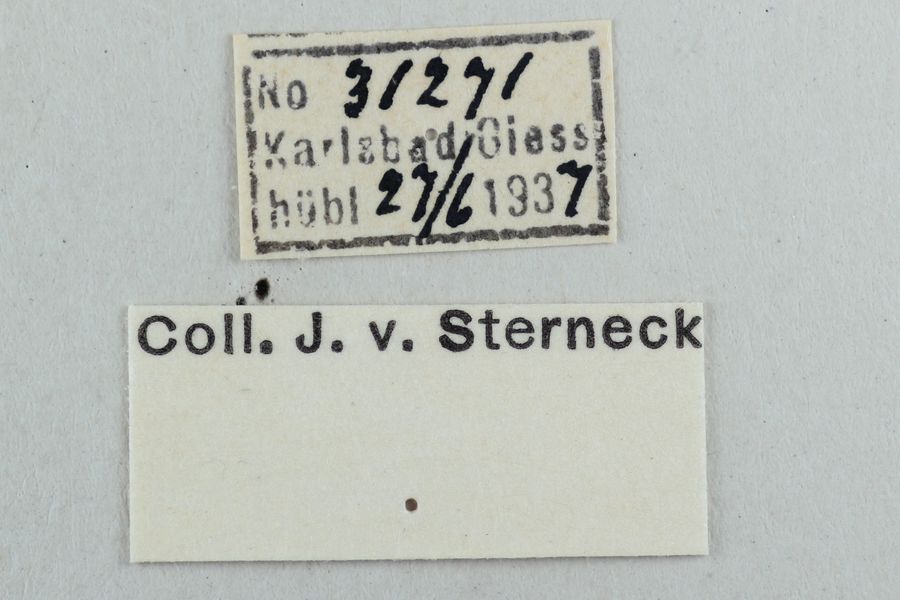 No 31271
Karlsbad/Giess
hübl 27/6 1937
Coll. J. v. Sterneck